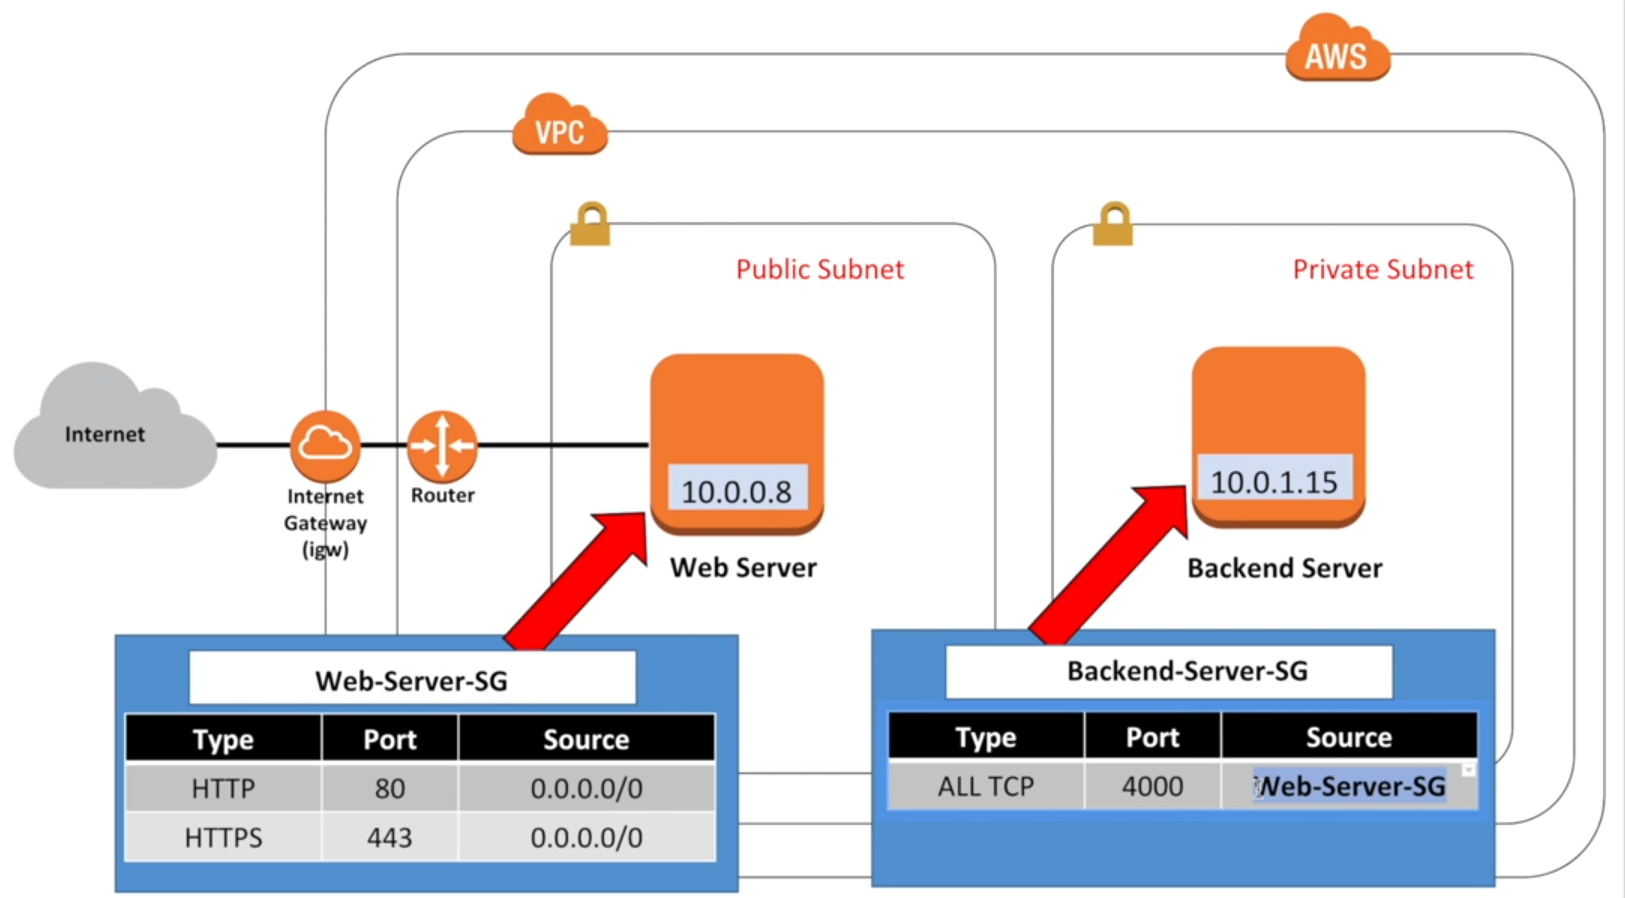 AWS
VPC
Public Subnet
Private Subnet
Internet
Internet
Gateway
(igw)
Router
10.0.0.8
Web Server
10.0.1.15
Backend Server
Web-Server-SG
Type Port Source
HTTP 80 0.0.0.0/0
HTTPS 443 0.0.0.0/0
Backend-Server-SG
Type Port Source
ALL TCP 4000 Web-Server-SG